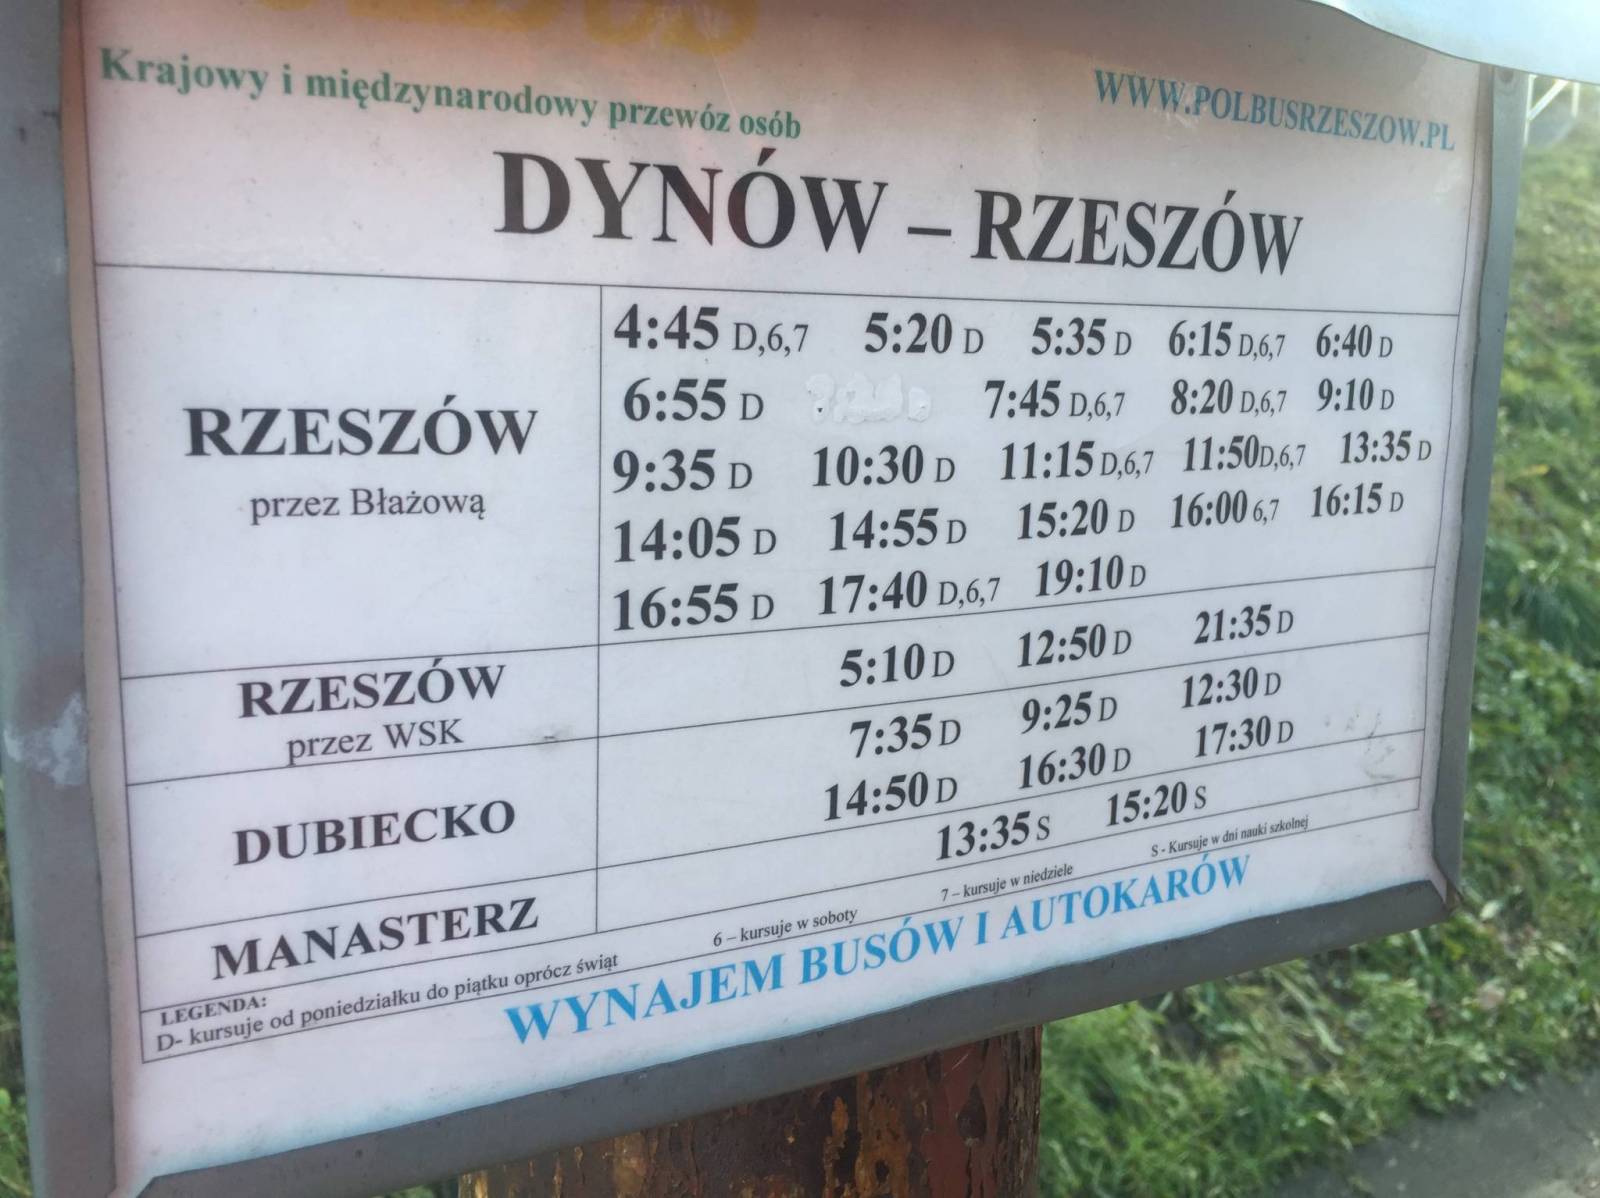 Krajowy i międzynarodowy przewóz osób
WWW.POLBUSRZESZOW.PL
DYNÓW – RZESZÓW
RZESZÓW
przez Błażową
4:45 D,6,7 5:20 D 5:35 D 6:15 D,6,7 6:40 D
6:55 D 7:45 D,6,7 8:20 D,6,7 9:10 D
9:35 D 10:30 D 11:15 D,6,7 11:50D,6,7 13:35 D
14:05 D 14:55 D 15:20 D 16:00 6,7 16:15 D
16:55 D 17:40 D,6,7 19:10 D
RZESZÓW
przez WSK
5:10 D 12:50 D 21:35 D
DUBIECKO
7:35 D 9:25 D 12:30 D
14:50 D 16:30 D 17:30 D
MANASTERZ
13:35 S 15:20 S
LEGENDA:
D- kursuje od poniedziałku do piątku oprócz świąt 6 – kursuje w soboty 7 – kursuje w niedziele S - Kursuje w dni nauki szkolnej
WYNAJEM BUSÓW I AUTOKARÓW